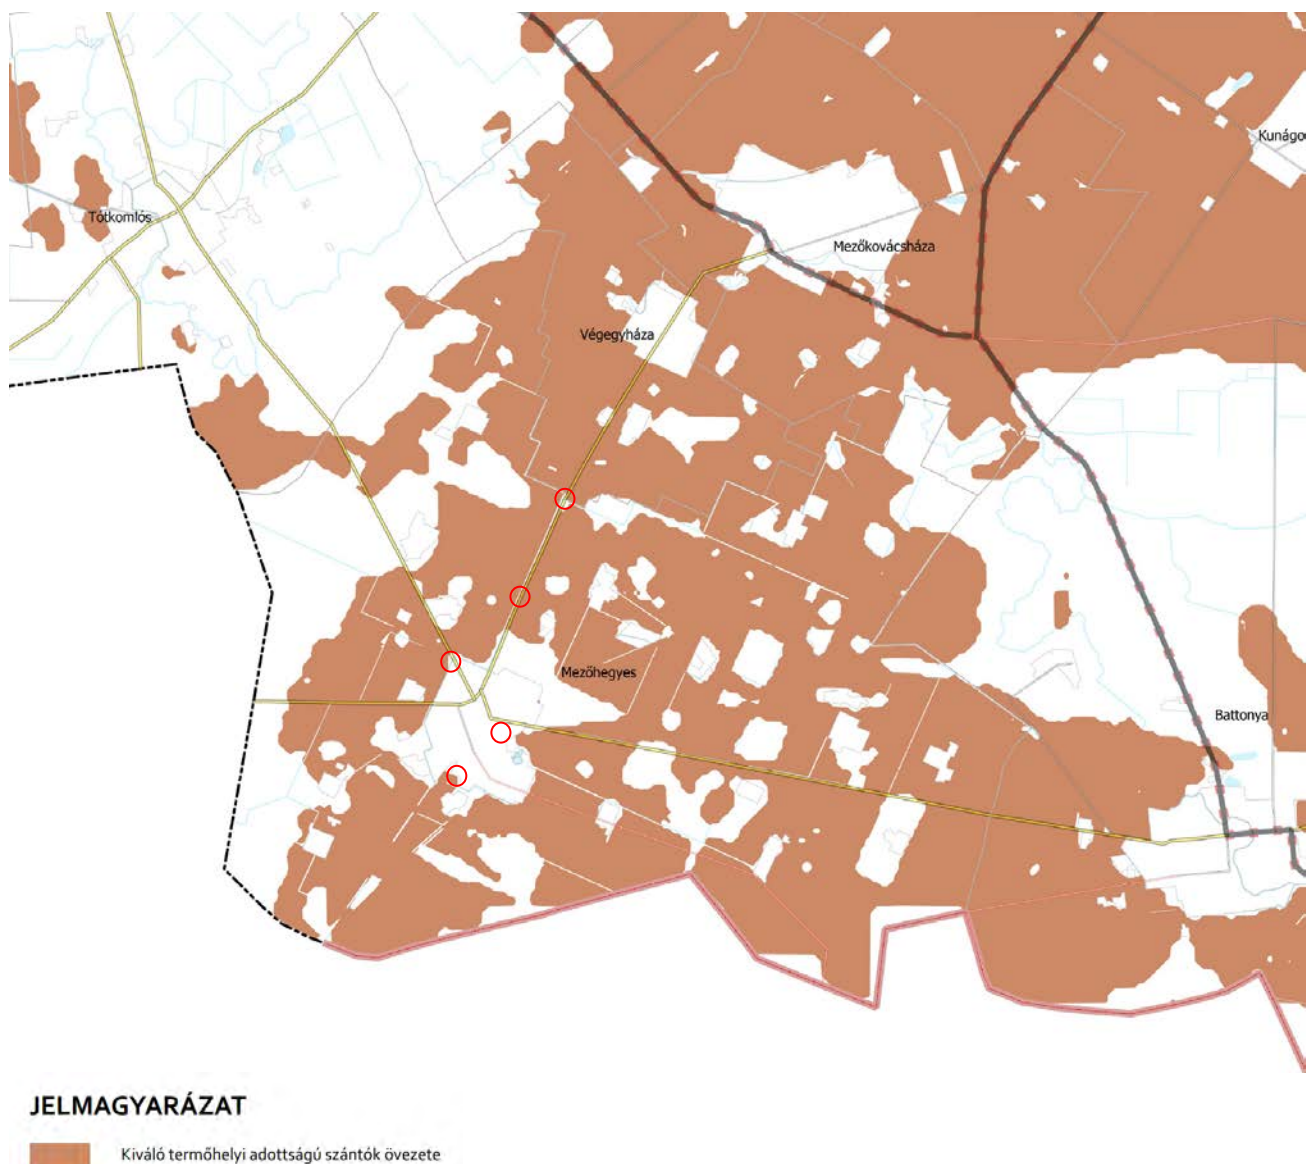 Kunágo
Tótkomlós
Mezőkovácsháza
Végegyháza
Mezőhegyes
Battonya
JELMAGYARÁZAT
Kiváló termőhelyi adottságú szántók övezete